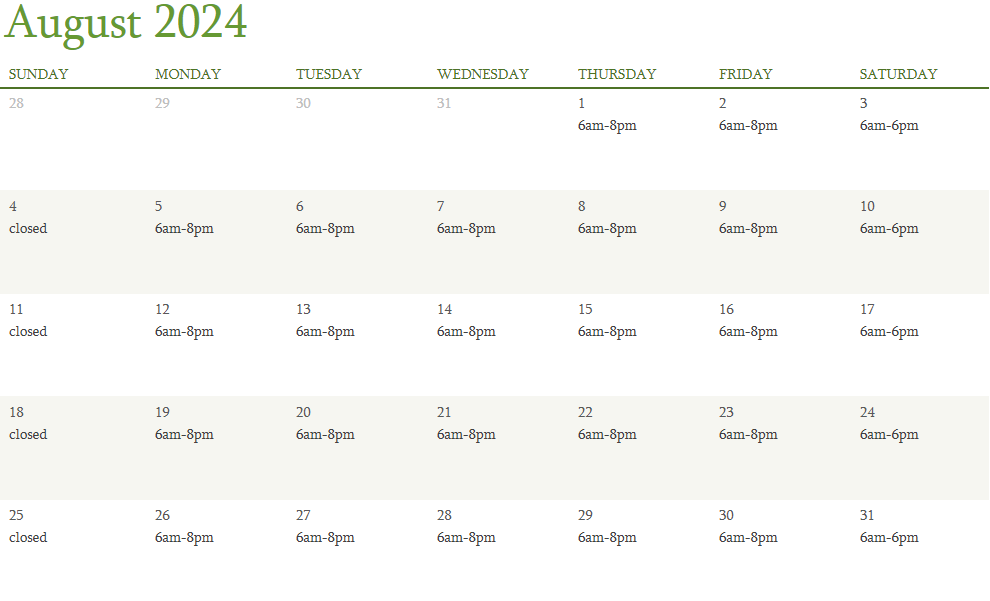 August 2024
SUNDAY MONDAY TUESDAY WEDNESDAY THURSDAY FRIDAY SATURDAY
28 29 30 31 1 2 3
6am-8pm 6am-8pm 6am-6pm
4 5 6 7 8 9 10
closed 6am-8pm 6am-8pm 6am-8pm 6am-8pm 6am-8pm 6am-6pm
11 12 13 14 15 16 17
closed 6am-8pm 6am-8pm 6am-8pm 6am-8pm 6am-8pm 6am-6pm
18 19 20 21 22 23 24
closed 6am-8pm 6am-8pm 6am-8pm 6am-8pm 6am-8pm 6am-6pm
25 26 27 28 29 30 31
closed 6am-8pm 6am-8pm 6am-8pm 6am-8pm 6am-8pm 6am-6pm